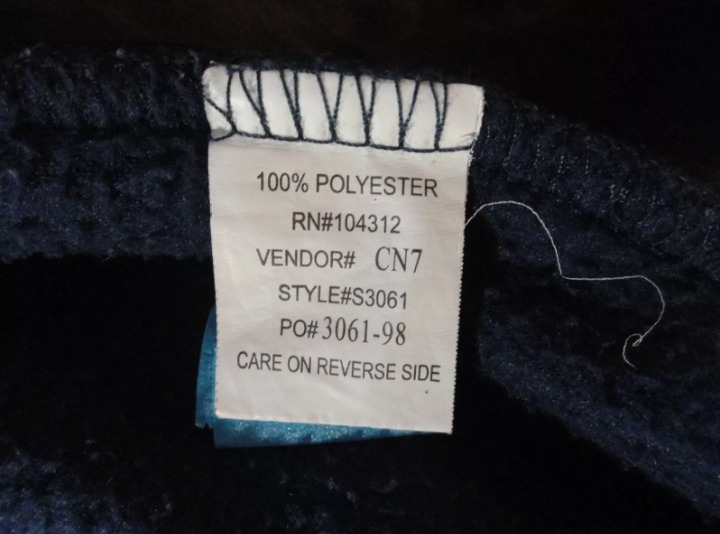 100% POLYESTER
RN#104312
VENDOR# CN7
STYLE#S3061
PO#3061-98
CARE ON REVERSE SIDE